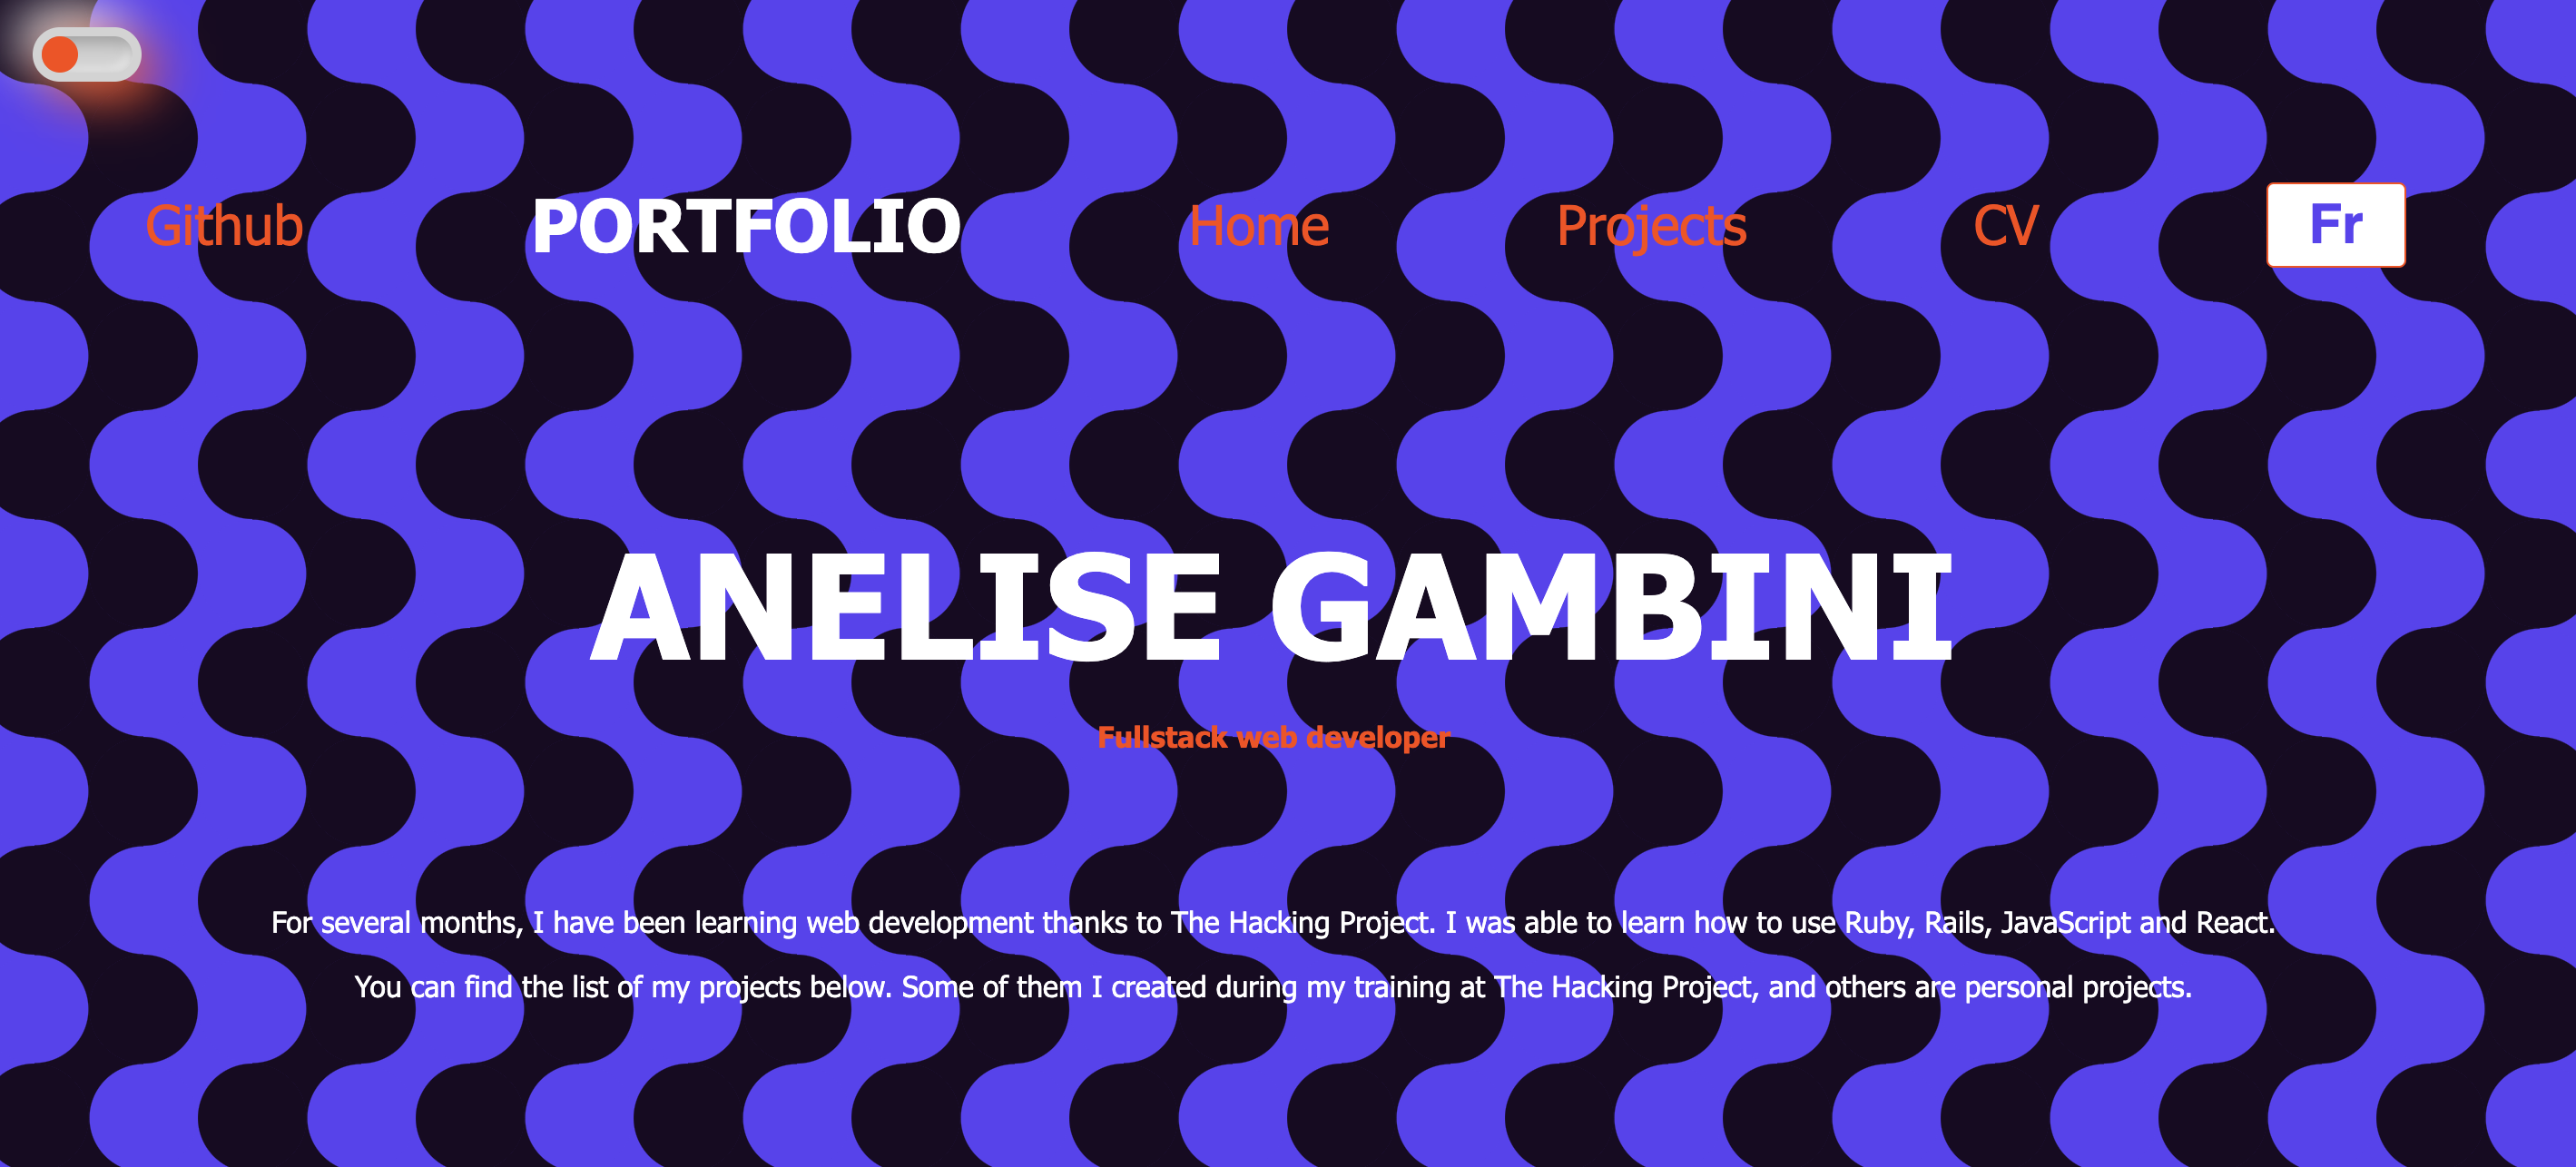 Github PORTFOLIO Home Projects CV Fr
ANELISE GAMBINI
Fullstack web developer
For several months, I have been learning web development thanks to The Hacking Project. I was able to learn how to use Ruby, Rails, JavaScript and React.
You can find the list of my projects below. Some of them I created during my training at The Hacking Project, and others are personal projects.